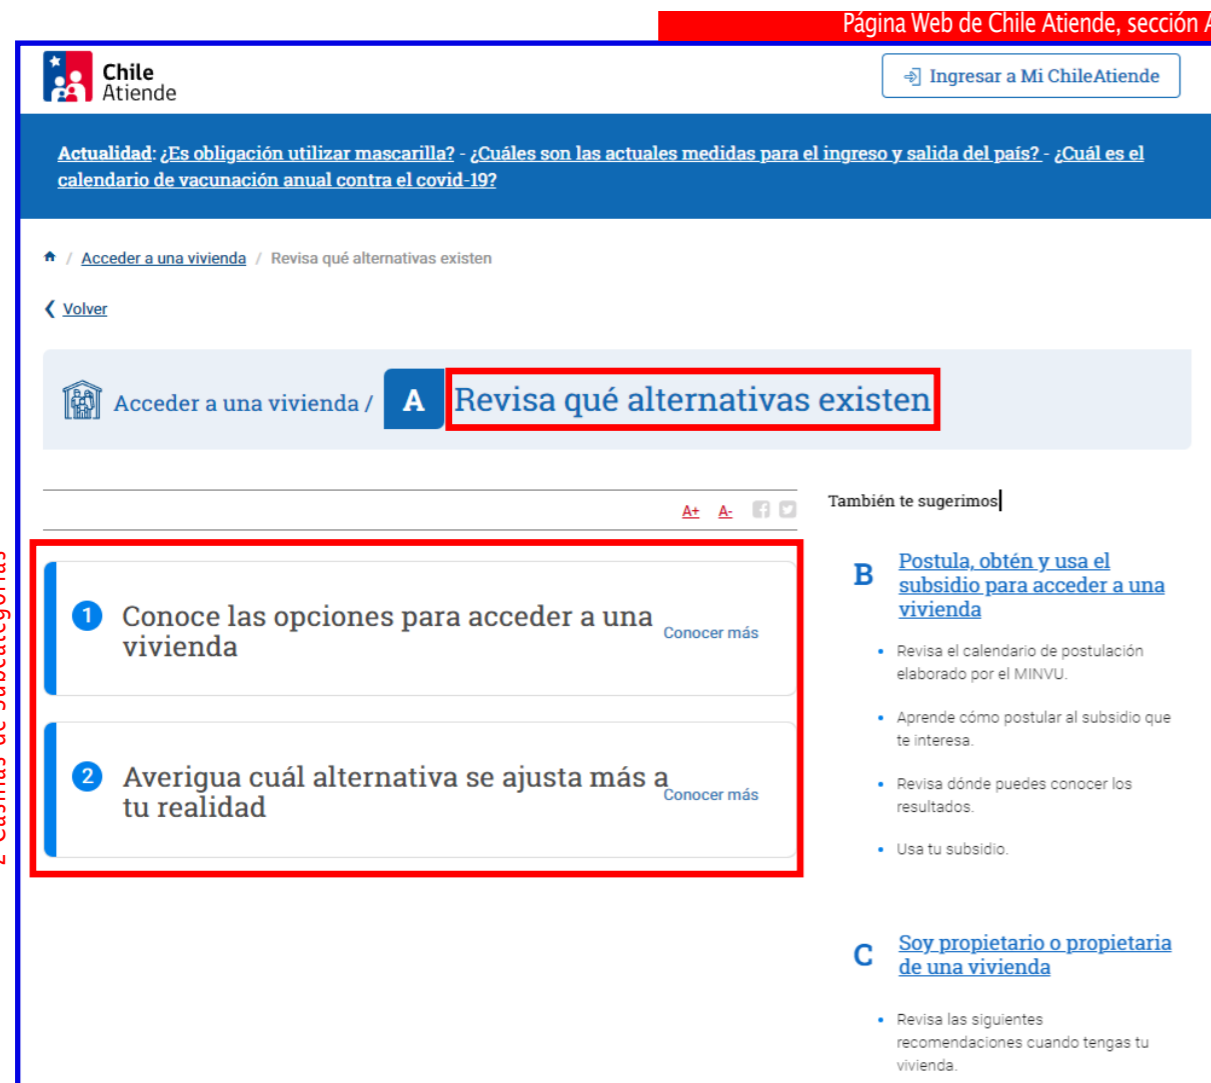 Página Web de Chile Atiende, sección A
Chile
Atiende
Ingresar a Mi ChileAtiende
Actualidad: ¿Es obligación utilizar mascarilla? - ¿Cuáles son las actuales medidas para el ingreso y salida del país? - ¿Cuál es el
calendario de vacunación anual contra el covid-19?
/ Acceder a una vivienda / Revisa qué alternativas existen
Volver
Acceder a una vivienda / A Revisa qué alternativas existen
A+ A-
1 Conoce las opciones para acceder a una
vivienda
Conocer más
2 Averigua cuál alternativa se ajusta más a
tu realidad
Conocer más
También te sugerimos
B Postula, obtén y usa el
subsidio para acceder a una
vivienda
• Revisa el calendario de postulación
elaborado por el MINVU.
• Aprende cómo postular al subsidio que
te interesa.
• Revisa dónde puedes conocer los
resultados.
• Usa tu subsidio.
C Soy propietario o propietaria
de una vivienda
• Revisa las siguientes
recomendaciones cuando tengas tu
vivienda.